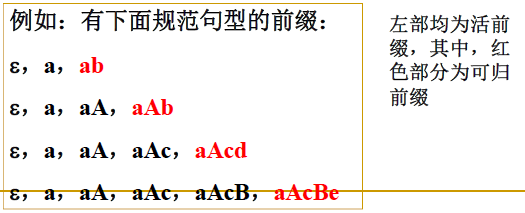 例如：有下面规范句型的前缀：
ε，a，ab
ε，a，aA，aAb
ε，a，aA，aAc，aAcd
ε，a，aA，aAc，aAcB，aAcBe
左部均为活前
缀，其中，红
色部分为可归
前缀